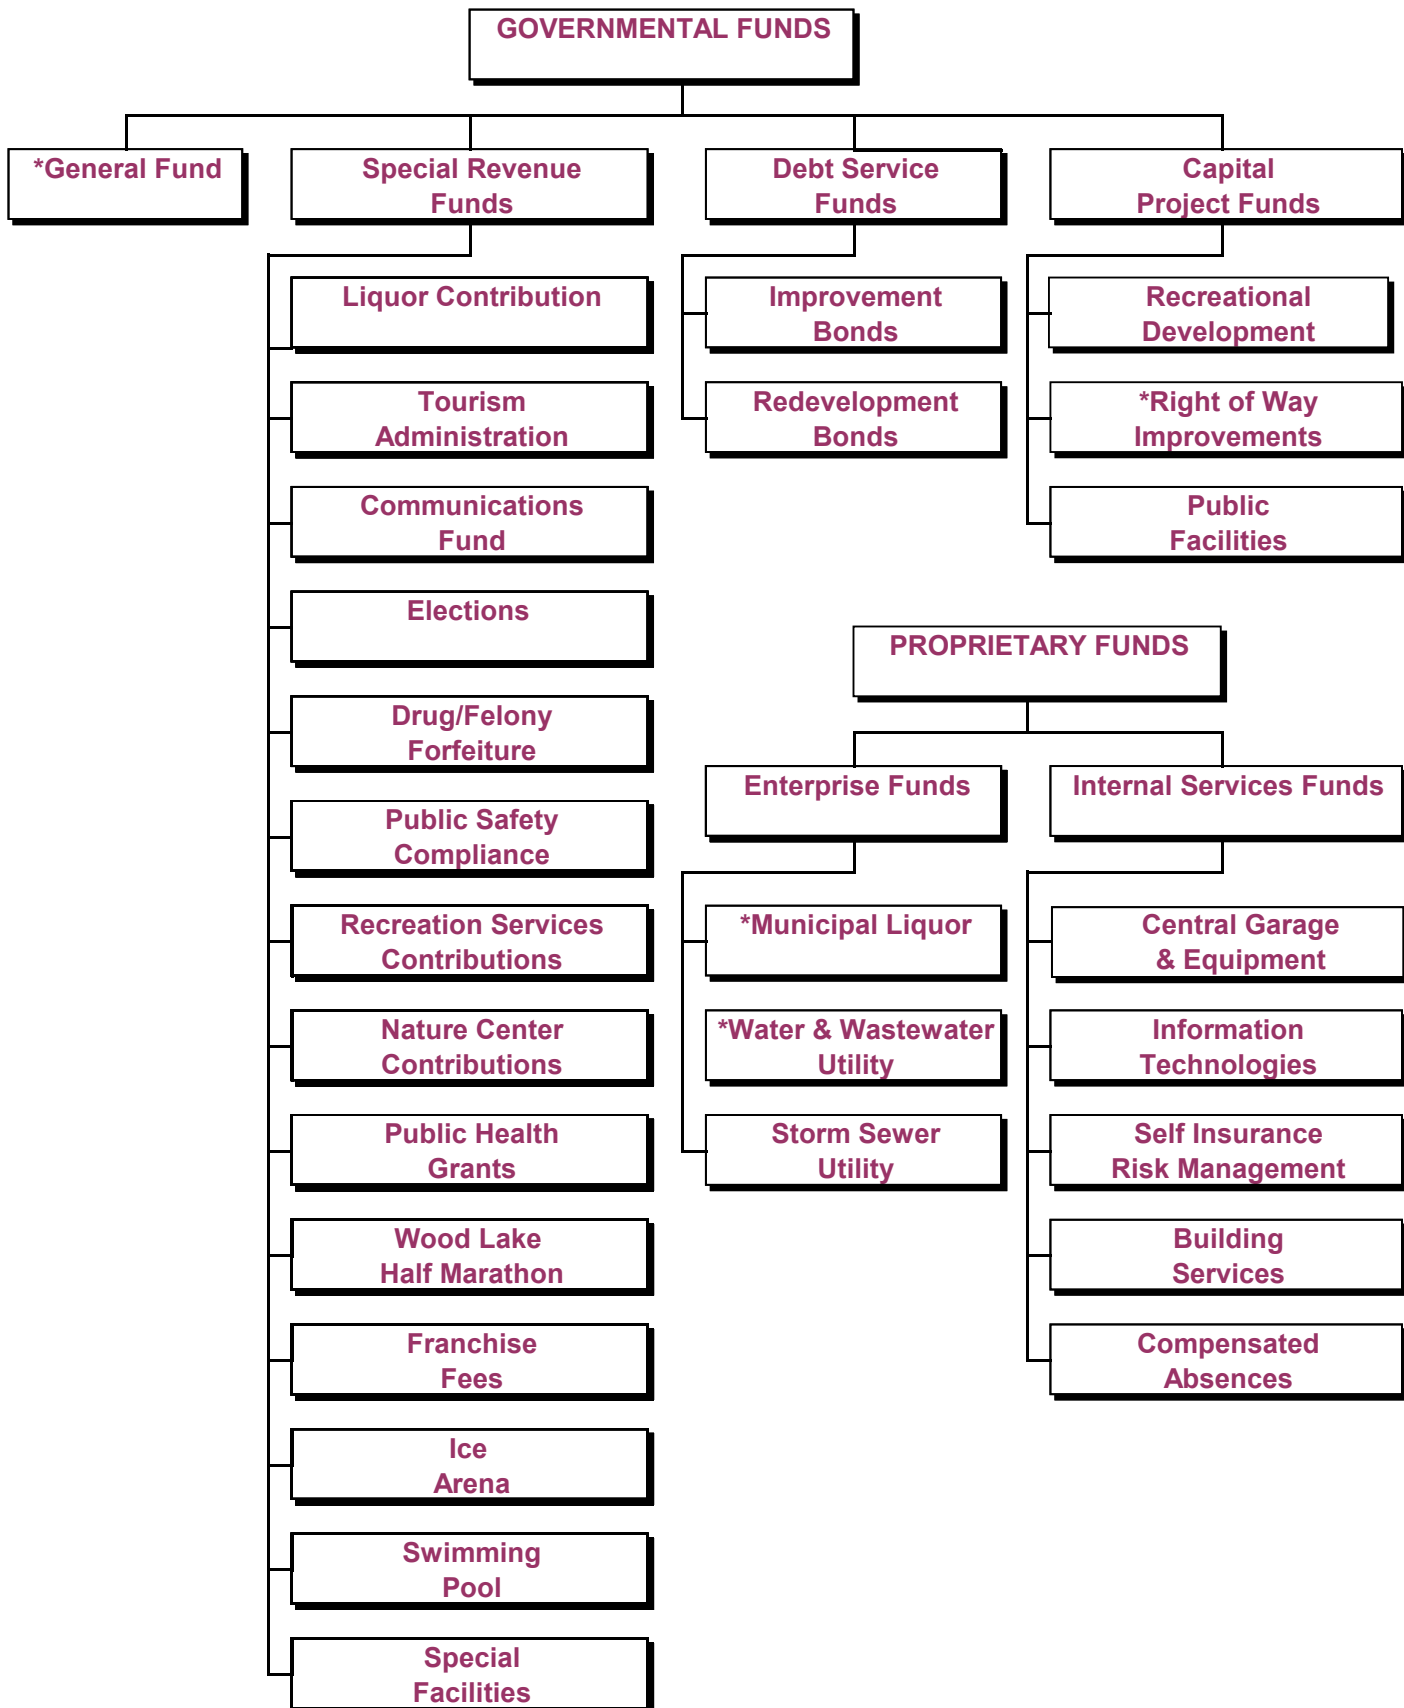 GOVERNMENTAL FUNDS
*General Fund
Special Revenue
Funds
Debt Service
Funds
Capital
Project Funds
Liquor Contribution
Tourism
Administration
Communications
Fund
Elections
Drug/Felony
Forfeiture
Public Safety
Compliance
Recreation Services
Contributions
Nature Center
Contributions
Public Health
Grants
Wood Lake
Half Marathon
Franchise
Fees
Ice
Arena
Swimming
Pool
Special
Facilities
Improvement
Bonds
Redevelopment
Bonds
Recreational
Development
*Right of Way
Improvements
Public
Facilities
PROPRIETARY FUNDS
Enterprise Funds
Internal Services Funds
*Municipal Liquor
*Water & Wastewater
Utility
Storm Sewer
Utility
Central Garage
& Equipment
Information
Technologies
Self Insurance
Risk Management
Building
Services
Compensated
Absences